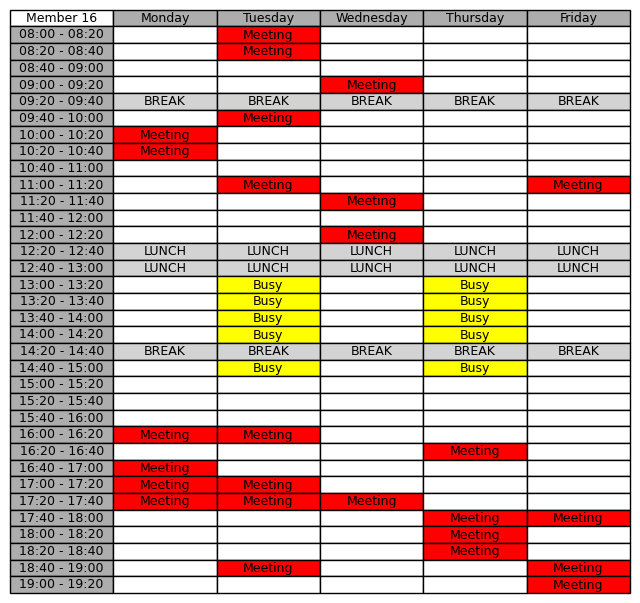 Member 16 Monday Tuesday Wednesday Thursday Friday
08:00 - 08:20 Meeting
08:20 - 08:40 Meeting
08:40 - 09:00
09:00 - 09:20 Meeting
09:20 - 09:40 BREAK BREAK BREAK BREAK BREAK
09:40 - 10:00 Meeting
10:00 - 10:20 Meeting
10:20 - 10:40 Meeting
10:40 - 11:00
11:00 - 11:20 Meeting Meeting
11:20 - 11:40 Meeting
11:40 - 12:00
12:00 - 12:20 Meeting
12:20 - 12:40 LUNCH LUNCH LUNCH LUNCH LUNCH
12:40 - 13:00 LUNCH LUNCH LUNCH LUNCH LUNCH
13:00 - 13:20 Busy Busy
13:20 - 13:40 Busy Busy
13:40 - 14:00 Busy Busy
14:00 - 14:20 Busy Busy
14:20 - 14:40 BREAK BREAK BREAK BREAK BREAK
14:40 - 15:00 Busy Busy
15:00 - 15:20
15:20 - 15:40
15:40 - 16:00
16:00 - 16:20 Meeting Meeting
16:20 - 16:40 Meeting
16:40 - 17:00 Meeting
17:00 - 17:20 Meeting Meeting
17:20 - 17:40 Meeting Meeting Meeting
17:40 - 18:00 Meeting Meeting
18:00 - 18:20 Meeting
18:20 - 18:40 Meeting
18:40 - 19:00 Meeting Meeting
19:00 - 19:20 Meeting